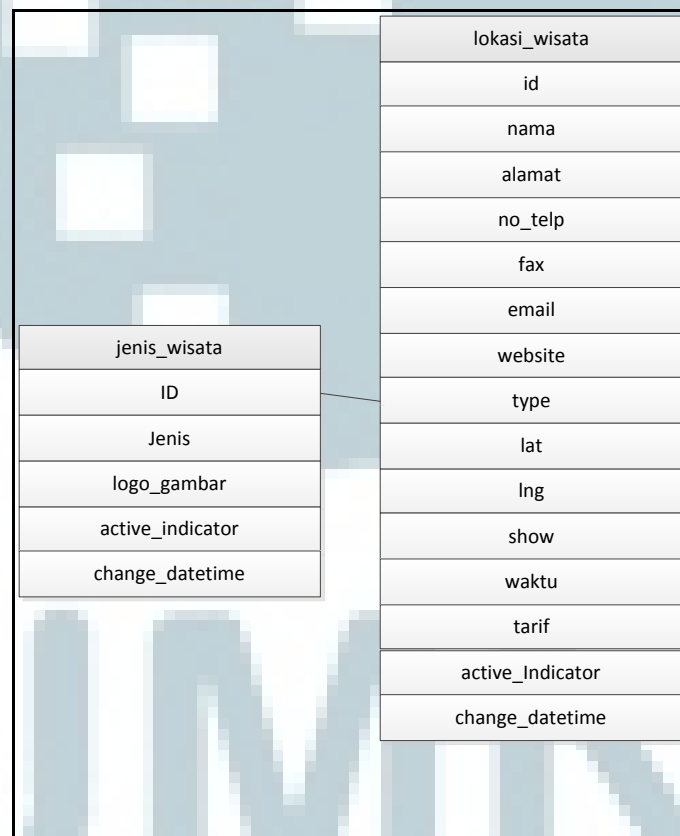 lokasi_wisata
id
nama
alamat
no_telp
fax
email
website
type
lat
lng
show
waktu
tarif
active_Indicator
change_datetime
jenis_wisata
ID
Jenis
logo_gambar
active_indicator
change_datetime